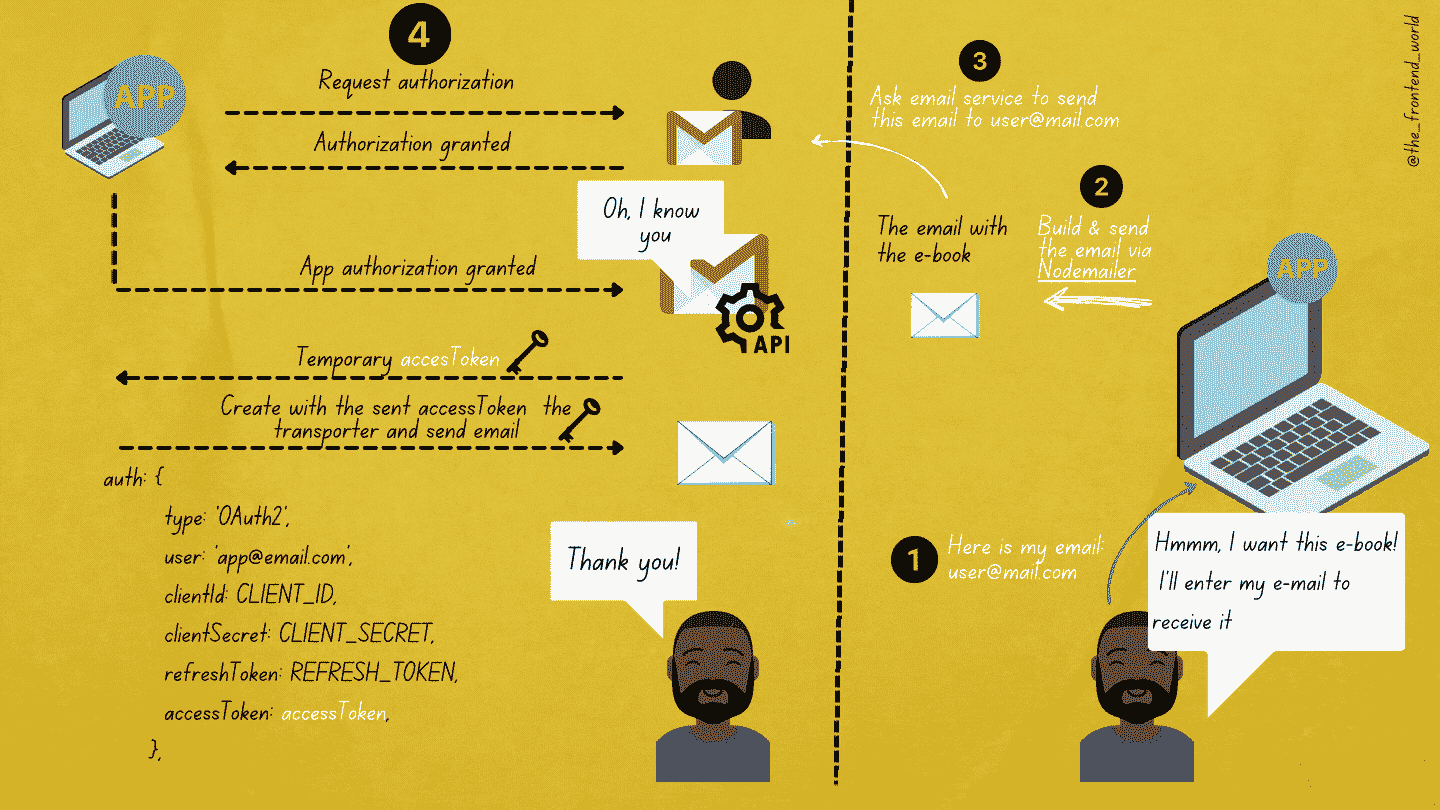 4
APP
Request authorization
Authorization granted
Oh, I know
you
App authorization granted
API
Temporary accesToken
Create with the sent accessToken the
transporter and send email
auth: {
type: 'OAuth2',
user: 'app@email.com',
clientId: CLIENT_ID,
clientSecret: CLIENT_SECRET,
refreshToken: REFRESH_TOKEN,
accessToken: accessToken,
},
Thank you!
3
Ask email service to send
this email to user@mail.com
@the_frontend_world
2
Build & send
the email via
Nodemailer
The email with
the e-book
APP
1
Here is my email:
user@mail.com
Hmmm, I want this e-book!
I'll enter my e-mail to
receive it